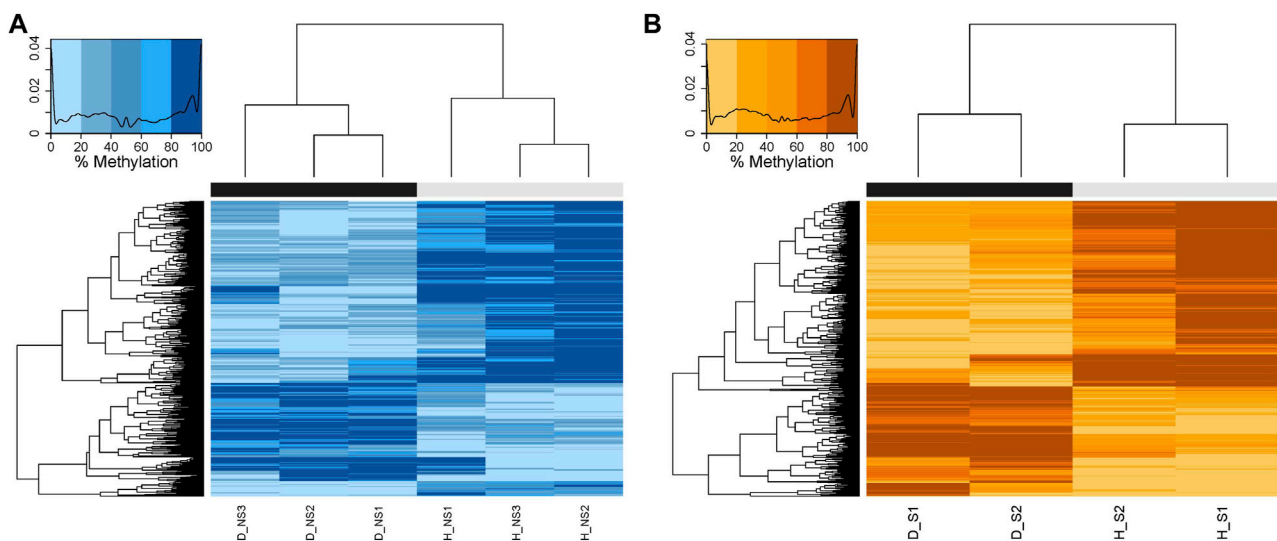 A
0.04
0.02
0
0 20 40 60 80 100
% Methylation
D_NS3 D_NS2 D_NS1 H_NS1 H_NS3 H_NS2
B
0.04
0.02
0
0 20 40 60 80 100
% Methylation
D_S1 D_S2 H_S2 H_S1